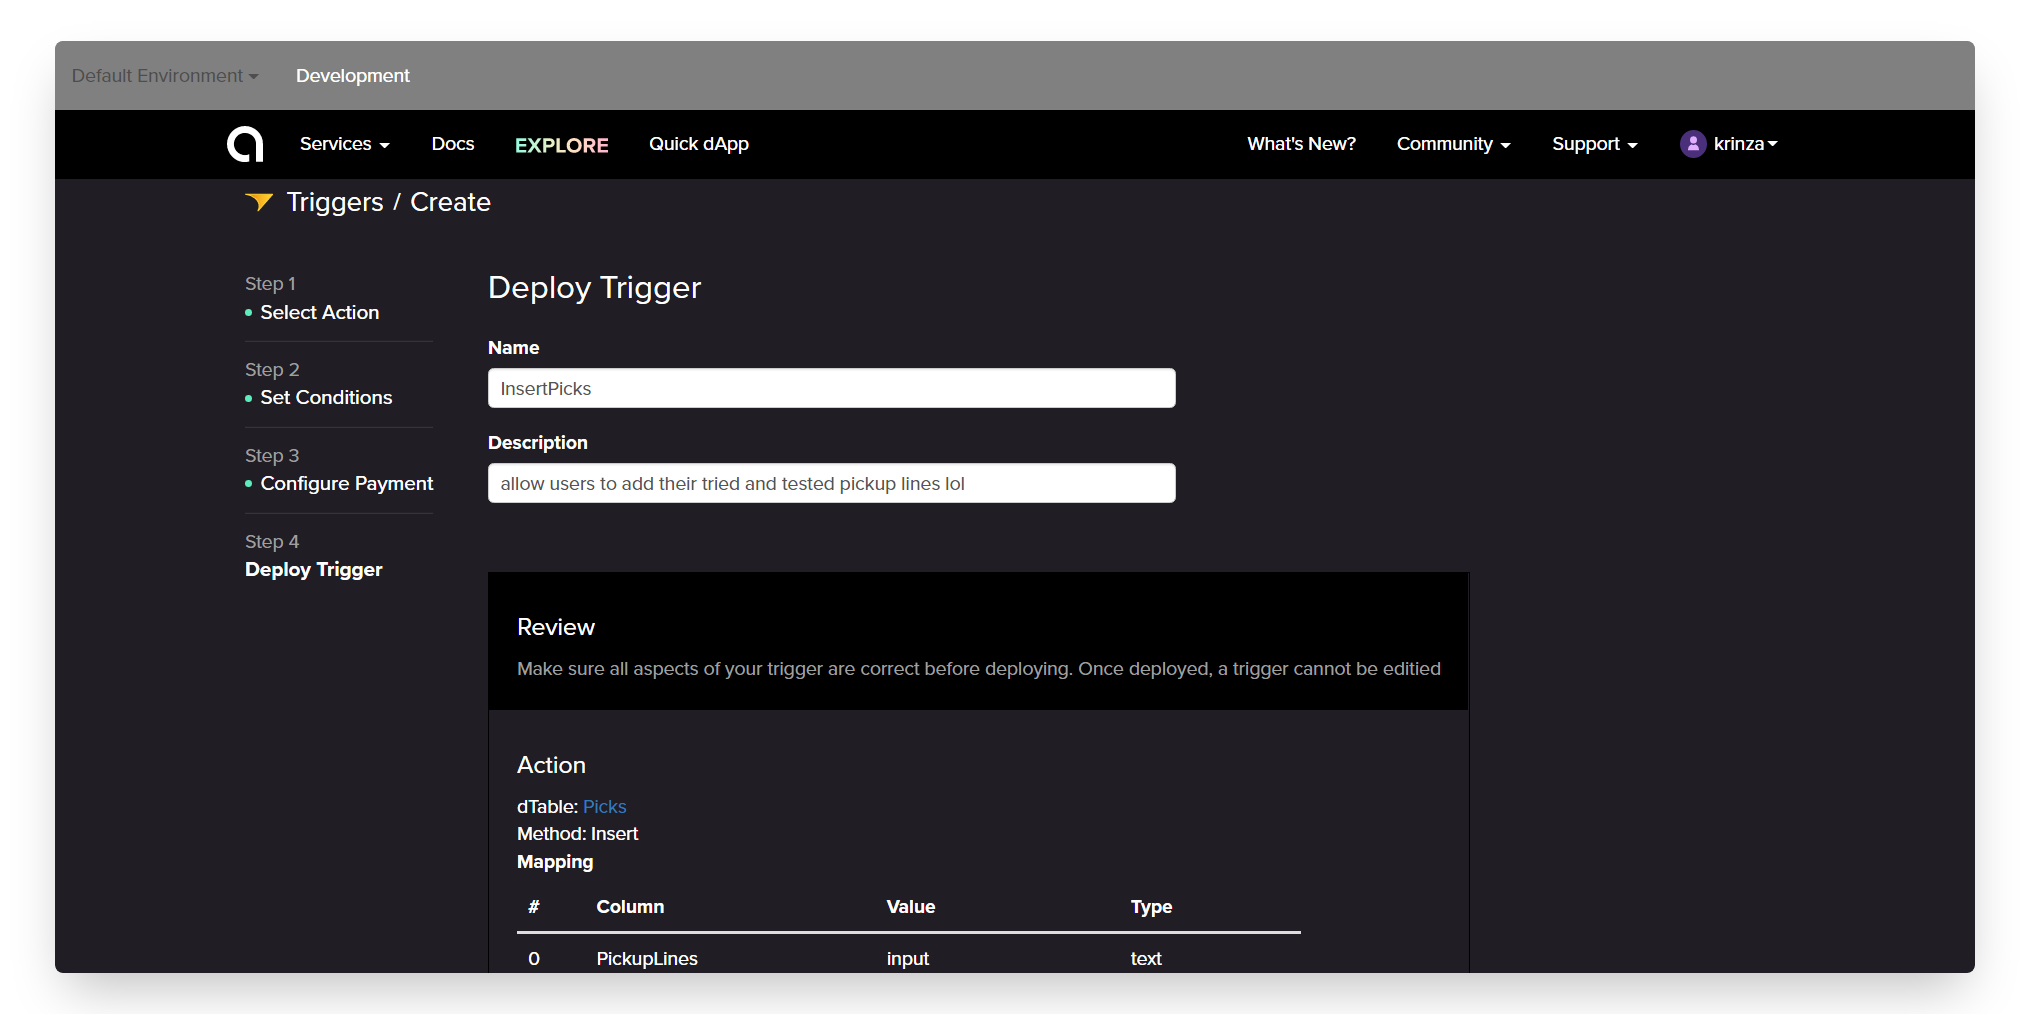 Default Environment Development
Services Docs EXPLORE Quick dApp What's New? Community Support krinza
Triggers / Create
Step 1
Select Action
Step 2
Set Conditions
Step 3
Configure Payment
Step 4
Deploy Trigger
Deploy Trigger
Name
InsertPicks
Description
allow users to add their tried and tested pickup lines lol
Review
Make sure all aspects of your trigger are correct before deploying. Once deployed, a trigger cannot be editied
Action
dTable: Picks
Method: Insert
Mapping
# Column Value Type
0 PickupLines input text